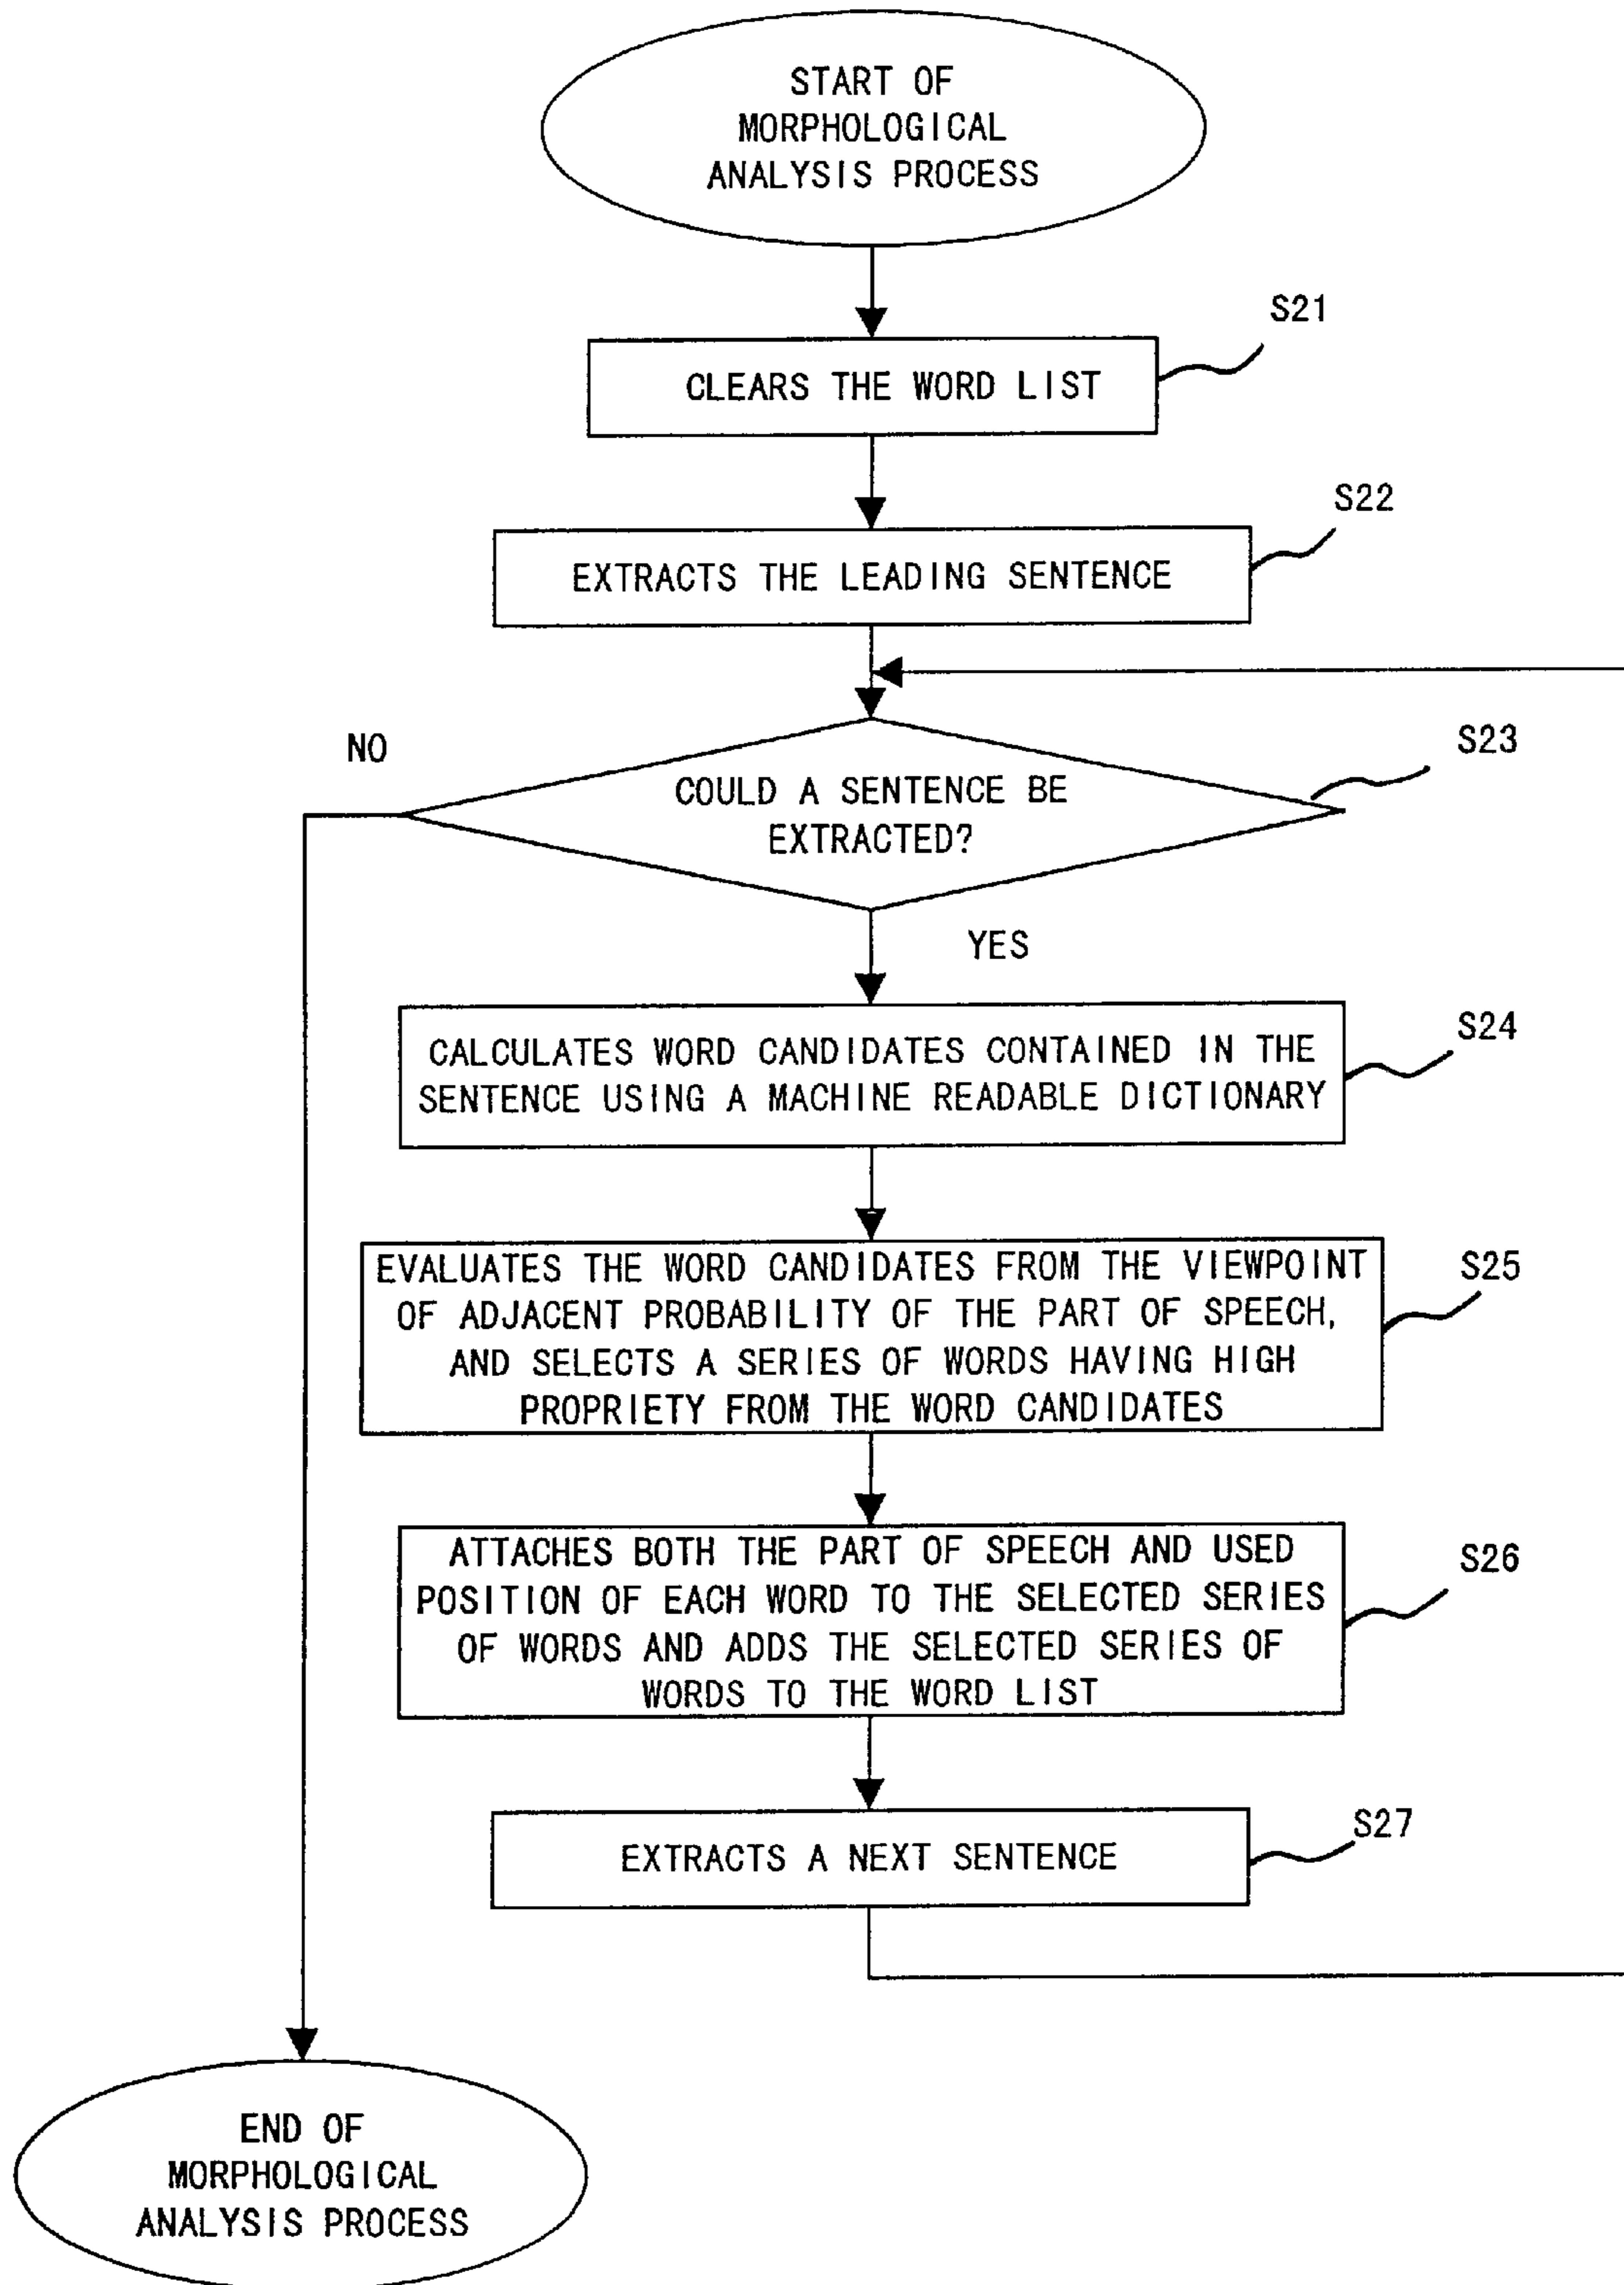 START OF
MORPHOLOGICAL
ANALYSIS PROCESS
S21
CLEARS THE WORD LIST
S22
EXTRACTS THE LEADING SENTENCE
NO
S23
COULD A SENTENCE BE
EXTRACTED?
YES
S24
CALCULATES WORD CANDIDATES CONTAINED IN THE
SENTENCE USING A MACHINE READABLE DICTIONARY
S25
EVALUATES THE WORD CANDIDATES FROM THE VIEWPOINT
OF ADJACENT PROBABILITY OF THE PART OF SPEECH,
AND SELECTS A SERIES OF WORDS HAVING HIGH
PROPRIETY FROM THE WORD CANDIDATES
S26
ATTACHES BOTH THE PART OF SPEECH AND USED
POSITION OF EACH WORD TO THE SELECTED SERIES
OF WORDS AND ADDS THE SELECTED SERIES OF
WORDS TO THE WORD LIST
S27
EXTRACTS A NEXT SENTENCE
END OF
MORPHOLOGICAL
ANALYSIS PROCESS